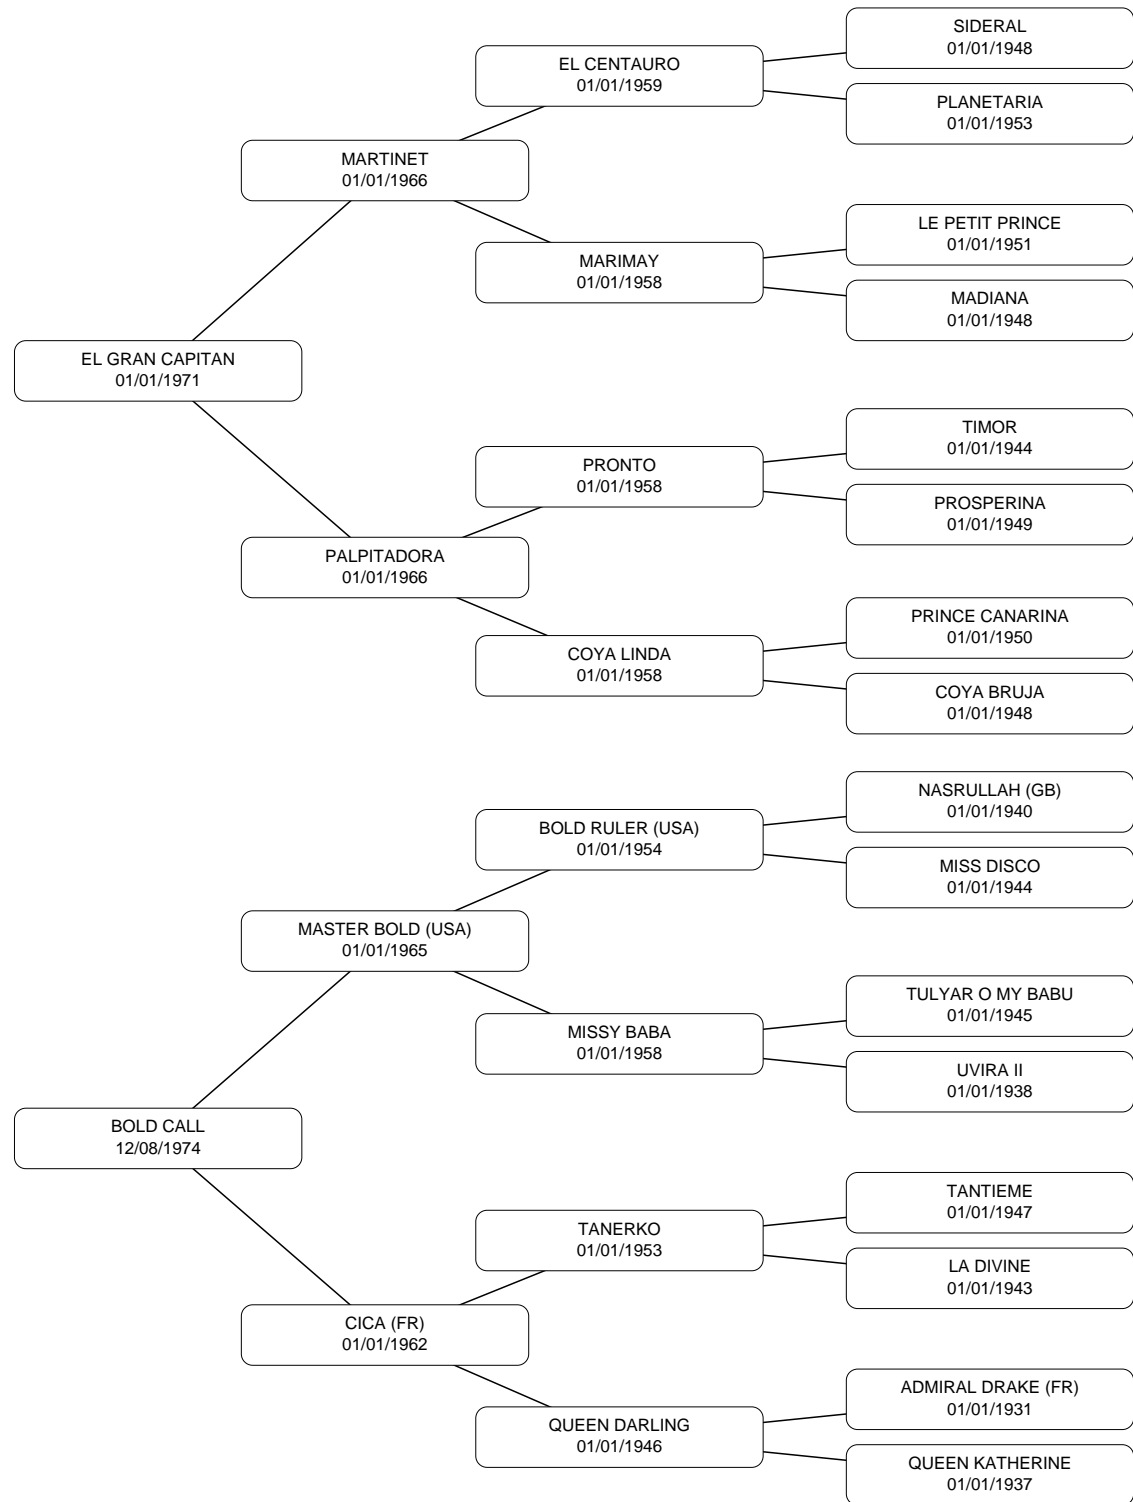 SIDERAL
01/01/1948
EL CENTAURO
01/01/1959
PLANETARIA
01/01/1953
MARTINET
01/01/1966
LE PETIT PRINCE
01/01/1951
MARIMAY
01/01/1958
MADIANA
01/01/1948
EL GRAN CAPITAN
01/01/1971
TIMOR
01/01/1944
PRONTO
01/01/1958
PROSPERINA
01/01/1949
PALPITADORA
01/01/1966
PRINCE CANARINA
01/01/1950
COYA LINDA
01/01/1958
COYA BRUJA
01/01/1948
NASRULLAH (GB)
01/01/1940
BOLD RULER (USA)
01/01/1954
MISS DISCO
01/01/1944
MASTER BOLD (USA)
01/01/1965
TULYAR O MY BABU
01/01/1945
MISSY BABA
01/01/1958
UVIRA II
01/01/1938
BOLD CALL
12/08/1974
TANTIEME
01/01/1947
TANERKO
01/01/1953
LA DIVINE
01/01/1943
CICA (FR)
01/01/1962
ADMIRAL DRAKE (FR)
01/01/1931
QUEEN DARLING
01/01/1946
QUEEN KATHERINE
01/01/1937